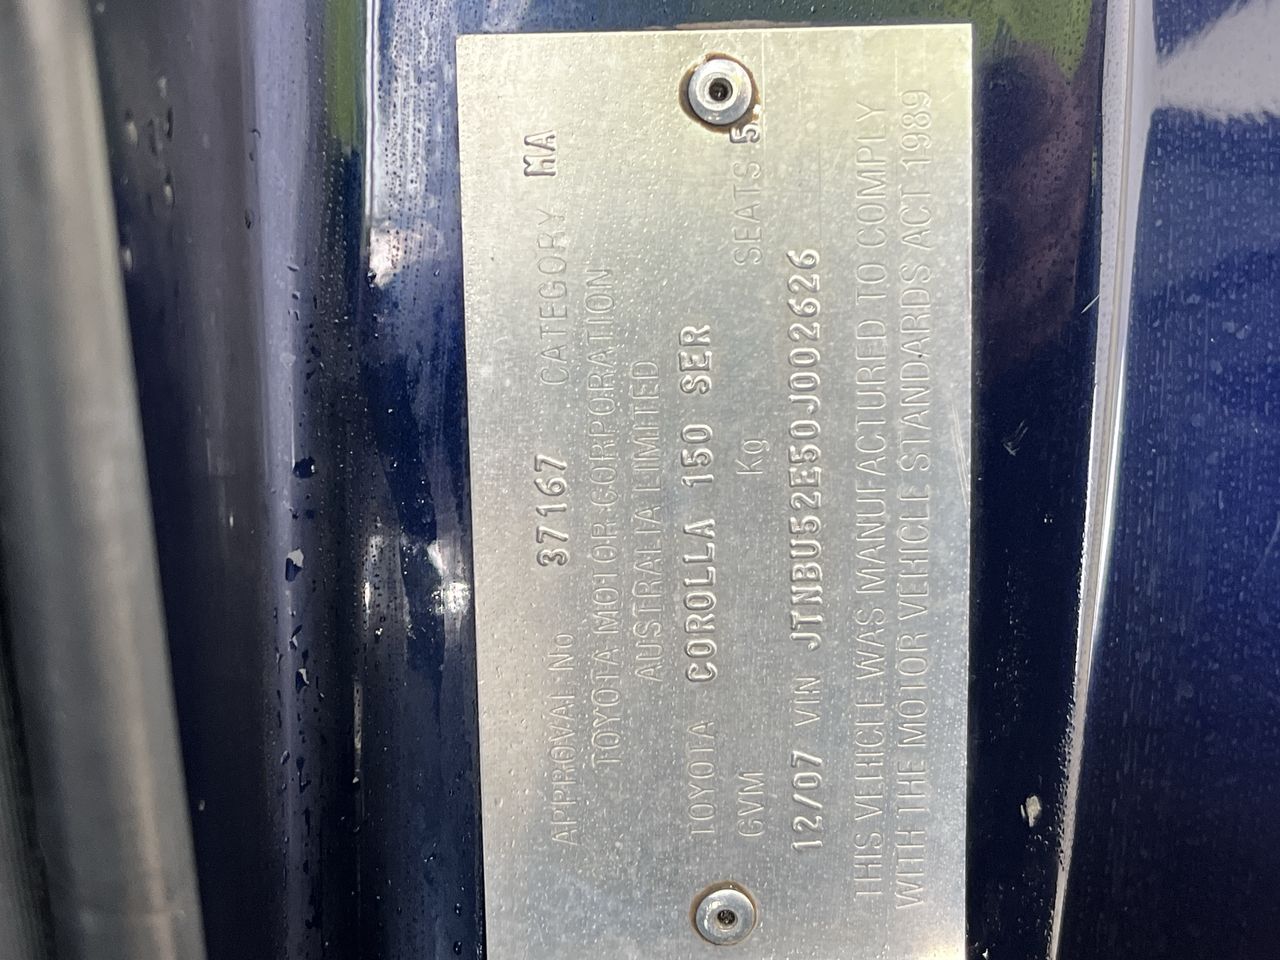 APPROVAL No 37167 CATEGORY MA
TOYOTA MOTOR CORPORATION
AUSTRALIA LIMITED
TOYOTA COROLLA 150 SER
GVM Kg SEATS 5
12/07 VIN JTNBU52E50J002626
THIS VEHICLE WAS MANUFACTURED TO COMPLY
WITH THE MOTOR VEHICLE STANDARDS ACT 1989